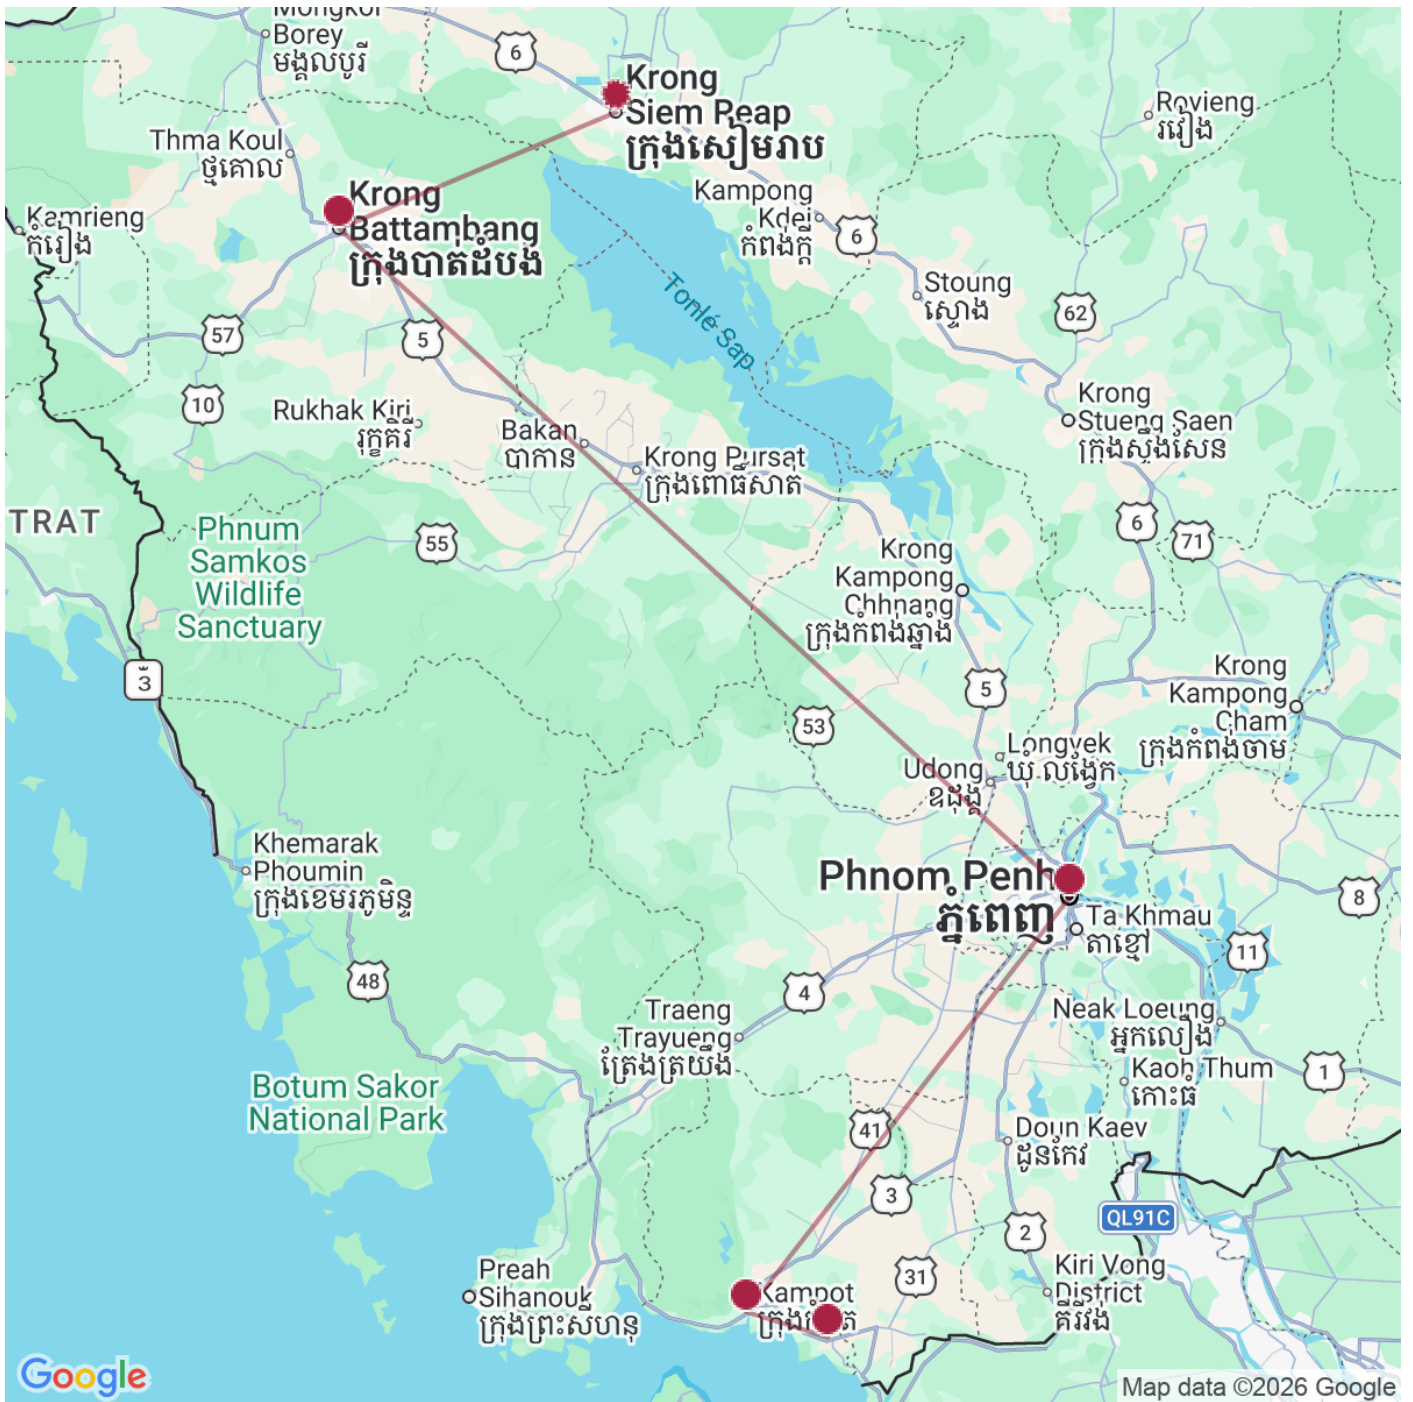 Mongkol
Borey
មង្គលបូរី
6
Krong
Siem Reap
ក្រុងសៀមរាប
Rovieng
រវៀង
Thma Koul
ថ្មគោល
Kampong
Kdei
កំពង់ក្ដី
6
Krong
Battambang
ក្រុងបាត់ដំបង
Kamrieng
កំរៀង
Tonlé Sap
Stoung
ស្ទោង
62
57
5
10
Rukhak Kiri
រុក្ខគិរី
Bakan
បាកាន
Krong Pursat
ក្រុងពោធិ៍សាត់
Krong
Stueng Saen
ក្រុងស្ទឹងសែន
TRAT
Phnum
Samkos
Wildlife
Sanctuary
55
6
71
Krong
Kampong
Chhnang
ក្រុងកំពង់ឆ្នាំង
3
5
Krong
Kampong
Cham
ក្រុងកំពង់ចាម
53
Longvek
ឃុំ លង្វែក
Udong
ឧដុង្គ
Khemarak
Phoumin
ក្រុងខេមរភូមិន្ទ
Phnom Penh
ភ្នំពេញ
8
Ta Khmau
តាខ្មៅ
11
48
4
Traeng
Trayueng
ត្រែងត្រយឹង
Neak Loeung
អ្នកលឿង
Kaoh Thum
កោះធំ
1
Botum Sakor
National Park
41
Doun Kaev
ដូនកែវ
3
QL91C
2
31
Preah
Sihanouk
ក្រុងព្រះសីហនុ
Kampot
Kiri Vong
District
គីរីវង់
Google
Map data ©2026 Google